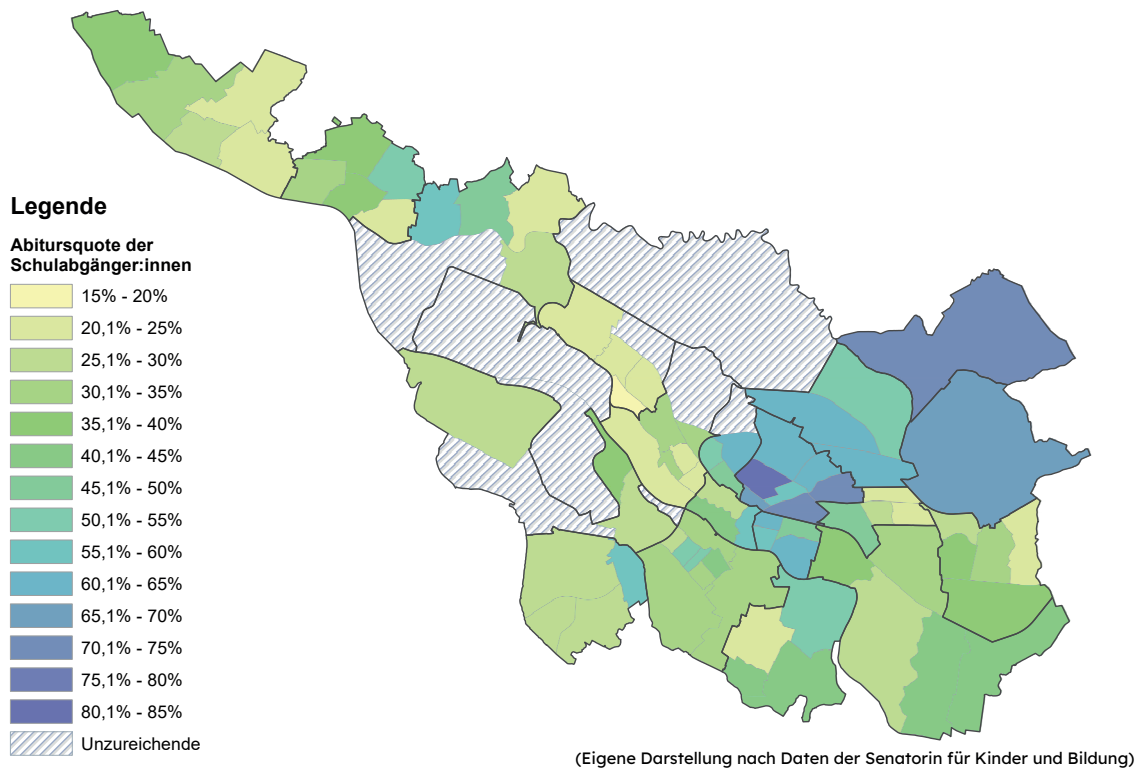 Legende
Abitursquote der
Schulabgänger:innen
15% - 20%
20,1% - 25%
25,1% - 30%
30,1% - 35%
35,1% - 40%
40,1% - 45%
45,1% - 50%
50,1% - 55%
55,1% - 60%
60,1% - 65%
65,1% - 70%
70,1% - 75%
75,1% - 80%
80,1% - 85%
Unzureichende
(Eigene Darstellung nach Daten der Senatorin für Kinder und Bildung)